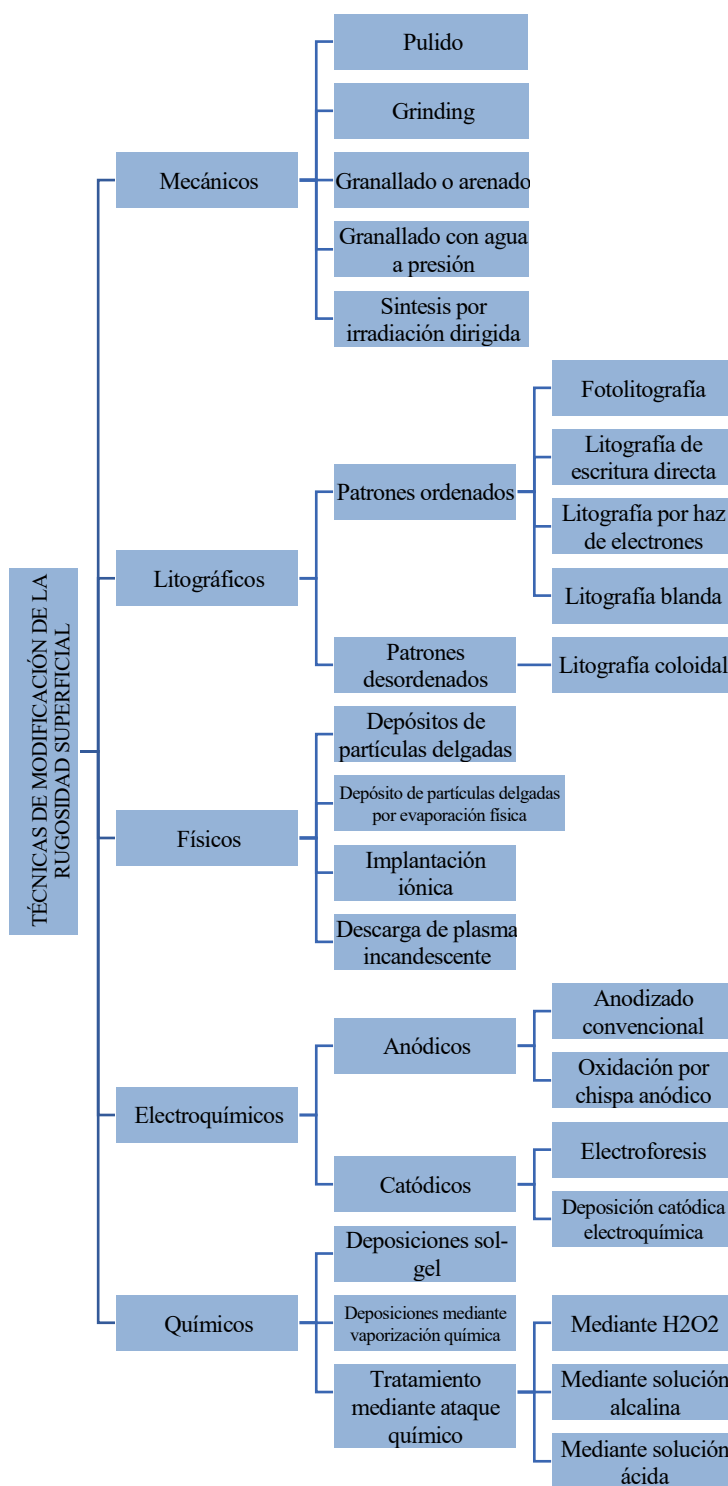 TÉCNICAS DE MODIFICACIÓN DE LA
RUGOSIDAD SUPERFICIAL
Mecánicos
Pulido
Grinding
Granallado o arenado
Granallado con agua
a presión
Sintesis por
irradiación dirigida
Litográficos
Patrones ordenados
Fotolitografía
Litografía de
escritura directa
Litografía por haz
de electrones
Litografía blanda
Patrones
desordenados
Litografía coloidal
Físicos
Depósitos de
partículas delgadas
Depósito de partículas delgadas
por evaporación física
Implantación
iónica
Descarga de plasma
incandescente
Electroquímicos
Anódicos
Anodizado
convencional
Oxidación por
chispa anódico
Catódicos
Electroforesis
Deposición catódica
electroquímica
Químicos
Deposiciones sol-
gel
Deposiciones mediante
vaporización química
Tratamiento
mediante ataque
químico
Mediante H2O2
Mediante solución
alcalina
Mediante solución
ácida